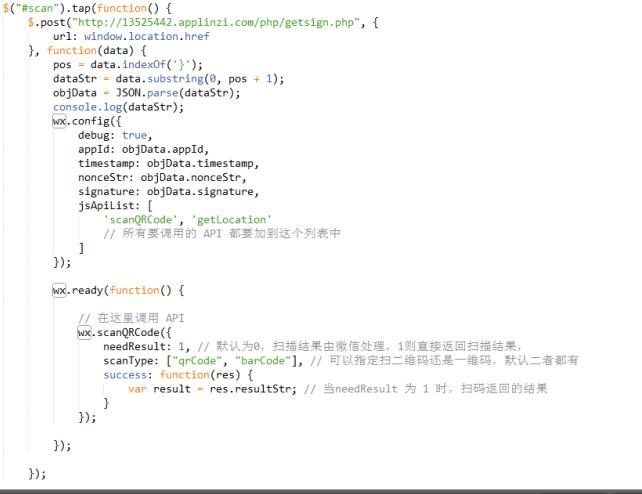 $("#scan").tap(function() {
    $.post("http://13525442.applinzi.com/php/getsign.php", {
        url: window.location.href
    }, function(data) {
        pos = data.indexOf('}');
        dataStr = data.substring(0, pos + 1);
        objData = JSON.parse(dataStr);
        console.log(dataStr);
        wx.config({
            debug: true,
            appId: objData.appId,
            timestamp: objData.timestamp,
            nonceStr: objData.nonceStr,
            signature: objData.signature,
            jsApiList: [
                'scanQRCode', 'getLocation'
                // 所有要调用的 API 都要加到这个列表中
            ]
        });
        wx.ready(function() {
            // 在这里调用 API
            wx.scanQRCode({
                needResult: 1, // 默认为0，扫描结果由微信处理，1则直接返回扫描结果，
                scanType: ["qrCode", "barCode"], // 可以指定扫二维码还是一维码，默认二者都有
                success: function(res) {
                    var result = res.resultStr; // 当needResult 为 1 时，扫码返回的结果
                }
            });
        });
    });